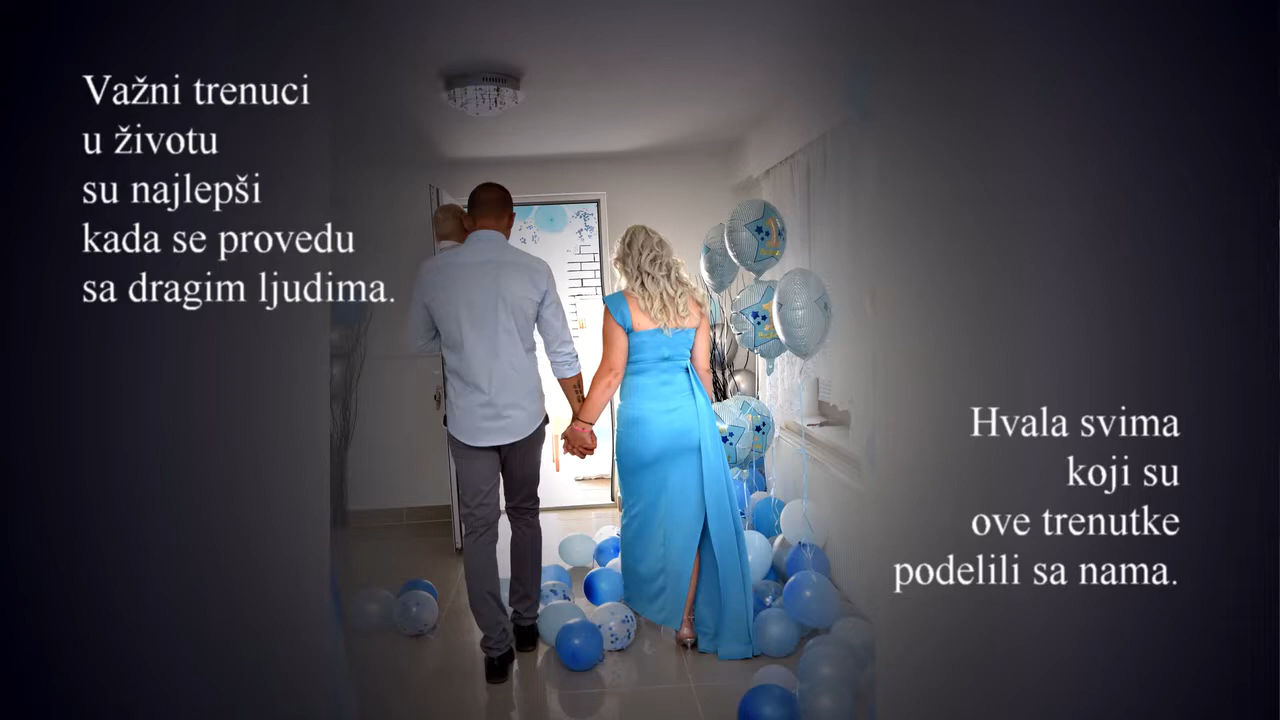 Važni trenuci
u životu
su najlepši
kada se provedu
sa dragim ljudima.
Hvala svima
koji su
ove trenutke
podelili sa nama.